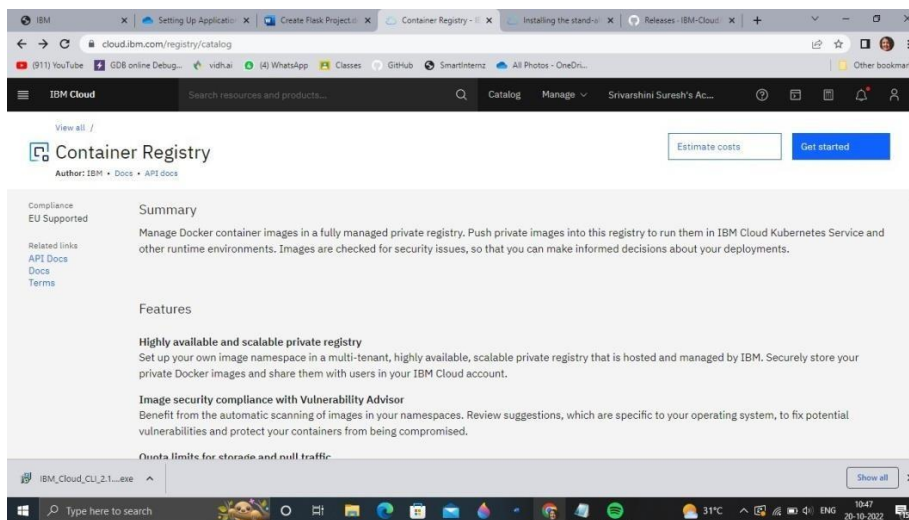 IBM
Setting Up Application
Create Flask Project.d
Container Registry - I
Installing the stand-a
Releases · IBM-Cloud
cloud.ibm.com/registry/catalog
(911) YouTube
GDB online Debug...
vidhai
(4) WhatsApp
Classes
GitHub
SmartInternz
All Photos - OneDri...
Other bookmar
IBM Cloud
Search resources and products...
Catalog
Manage
Srivarshini Suresh's Ac...
View all /
Container Registry
Author: IBM • Docs • API docs
Estimate costs
Get started
Compliance
EU Supported
Related links
API Docs
Docs
Terms
Summary
Manage Docker container images in a fully managed private registry. Push private images into this registry to run them in IBM Cloud Kubernetes Service and
other runtime environments. Images are checked for security issues, so that you can make informed decisions about your deployments.
Features
Highly available and scalable private registry
Set up your own image namespace in a multi-tenant, highly available, scalable private registry that is hosted and managed by IBM. Securely store your
private Docker images and share them with users in your IBM Cloud account.
Image security compliance with Vulnerability Advisor
Benefit from the automatic scanning of images in your namespaces. Review suggestions, which are specific to your operating system, to fix potential
vulnerabilities and protect your containers from being compromised.
Quota limits for storage and pull traffic
IBM_Cloud_CLI_2.1....exe
Show all
Type here to search
31°C
ENG
10:47
20-10-2022